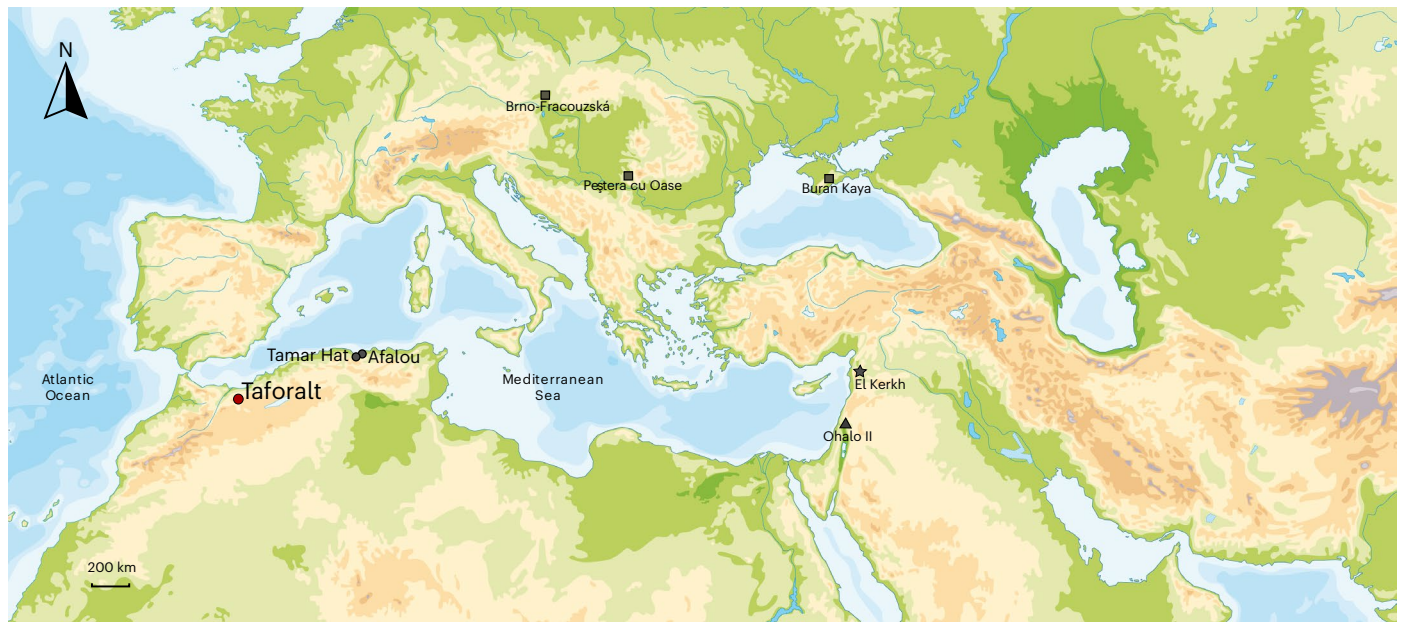 N
Brno-Fracouzská
Peştera cu Oase
Buran Kaya
Tamar Hat
Afalou
Taforalt
Atlantic
Ocean
Mediterranean
Sea
El Kerkh
Ohalo II
200 km